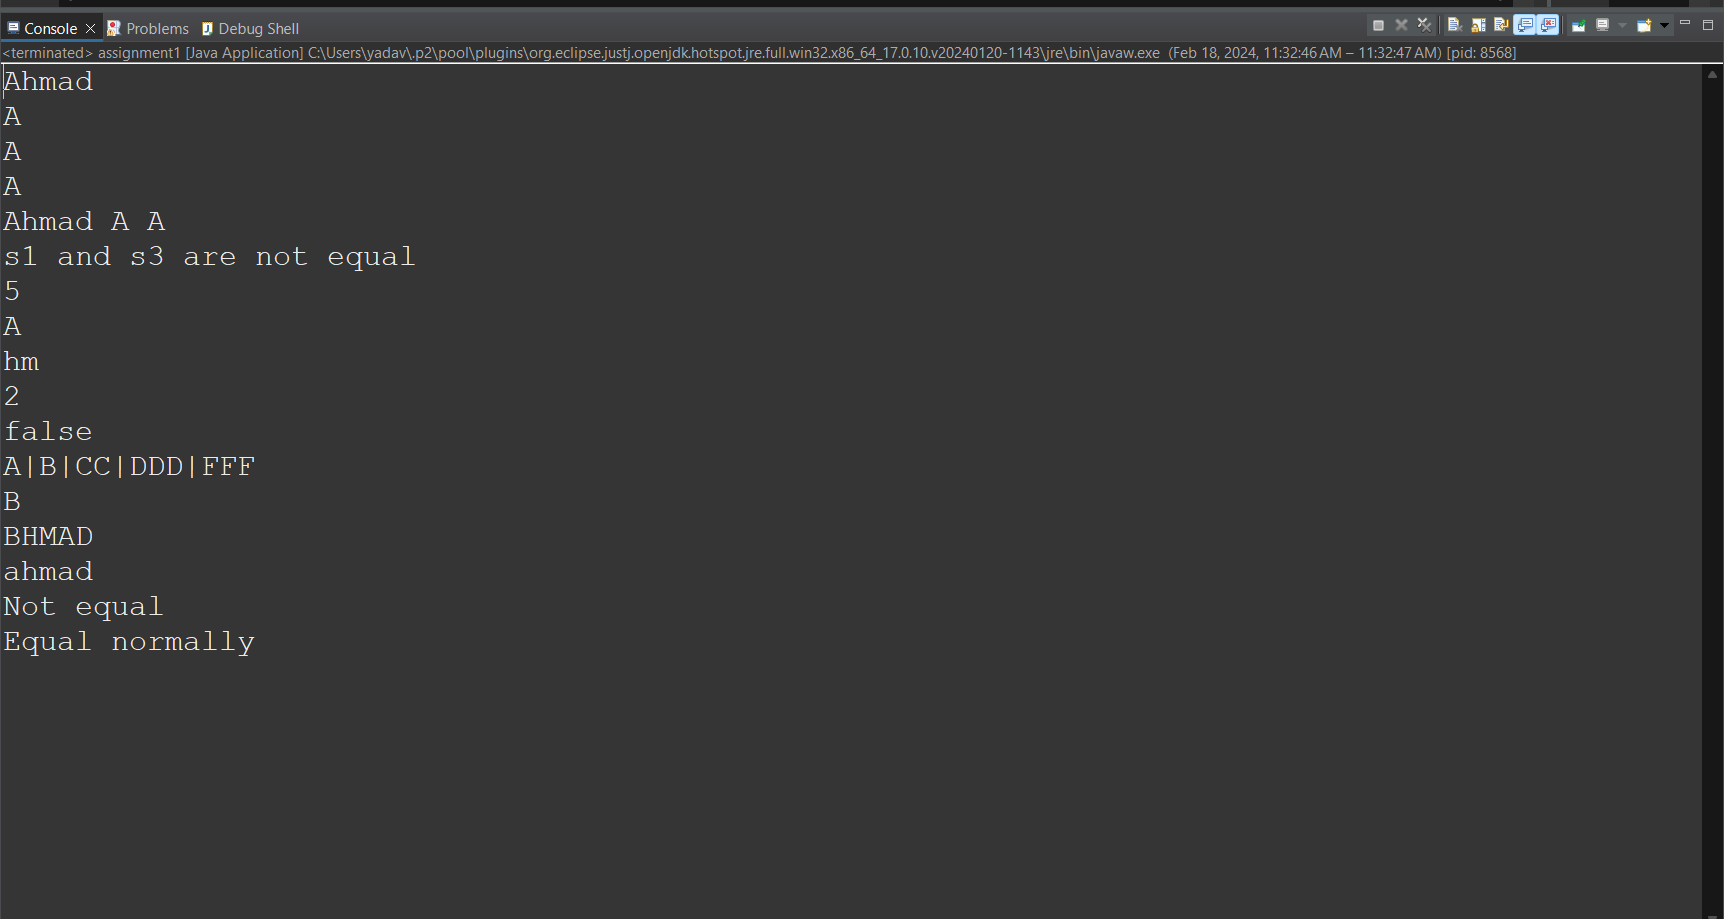 Console Problems Debug Shell
<terminated> assignment1 [Java Application] C:\Users\yadav\.p2\pool\plugins\org.eclipse.justj.openjdk.hotspot.jre.full.win32.x86_64_17.0.10.v20240120-1143\jre\bin\javaw.exe (Feb 18, 2024, 11:32:46 AM – 11:32:47 AM) [pid: 8568]
Ahmad
A
A
A
Ahmad A A
s1 and s3 are not equal
5
A
hm
2
false
A|B|CC|DDD|FFF
B
BHMAD
ahmad
Not equal
Equal normally